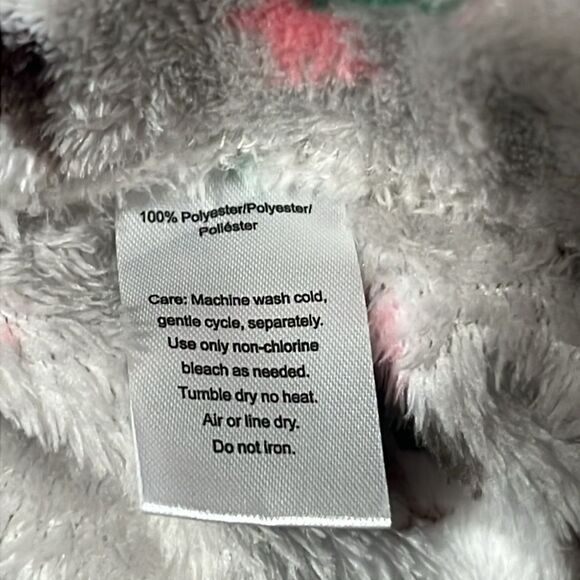 100% Polyester/Polyester/
Poliéster
Care: Machine wash cold,
gentle cycle, separately.
Use only non-chlorine
bleach as needed.
Tumble dry no heat.
Air or line dry.
Do not Iron.